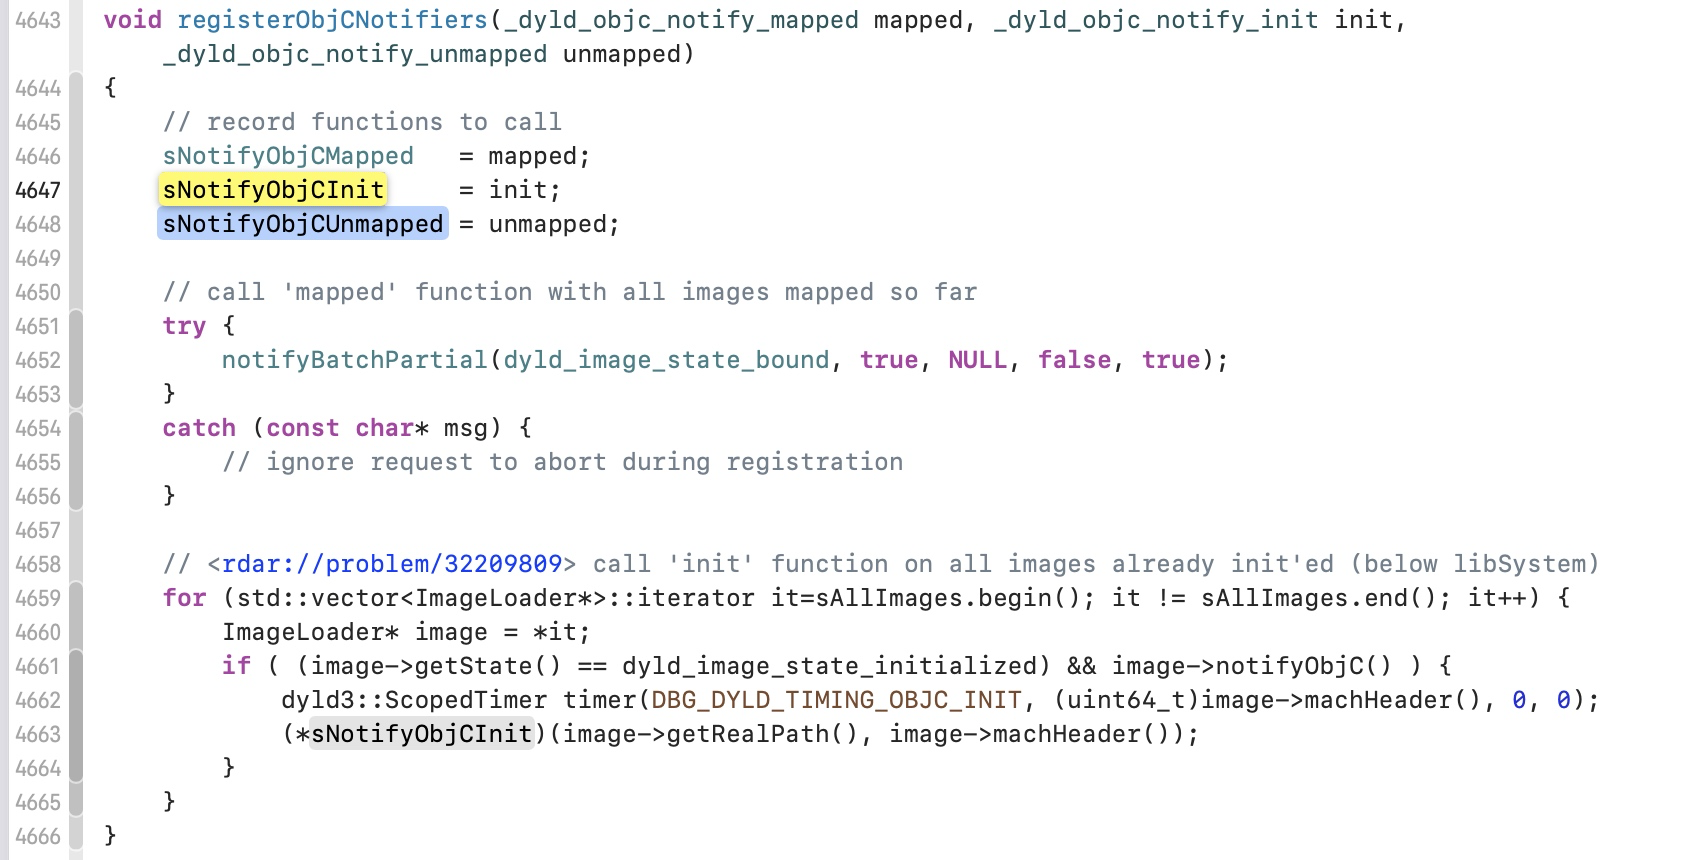 4643 void registerObjCNotifiers(_dyld_objc_notify_mapped mapped, _dyld_objc_notify_init init,
_dyld_objc_notify_unmapped unmapped)
4644 {
4645 // record functions to call
4646 sNotifyObjCMapped   = mapped;
4647 sNotifyObjCInit     = init;
4648 sNotifyObjCUnmapped = unmapped;
4649
4650 // call 'mapped' function with all images mapped so far
4651 try {
4652 notifyBatchPartial(dyld_image_state_bound, true, NULL, false, true);
4653 }
4654 catch (const char* msg) {
4655 // ignore request to abort during registration
4656 }
4657
4658 // <rdar://problem/32209809> call 'init' function on all images already init'ed (below libSystem)
4659 for (std::vector<ImageLoader*>::iterator it=sAllImages.begin(); it != sAllImages.end(); it++) {
4660 ImageLoader* image = *it;
4661 if ( (image->getState() == dyld_image_state_initialized) && image->notifyObjC() ) {
4662 dyld3::ScopedTimer timer(DBG_DYLD_TIMING_OBJC_INIT, (uint64_t)image->machHeader(), 0, 0);
4663 (*sNotifyObjCInit)(image->getRealPath(), image->machHeader());
4664 }
4665 }
4666 }